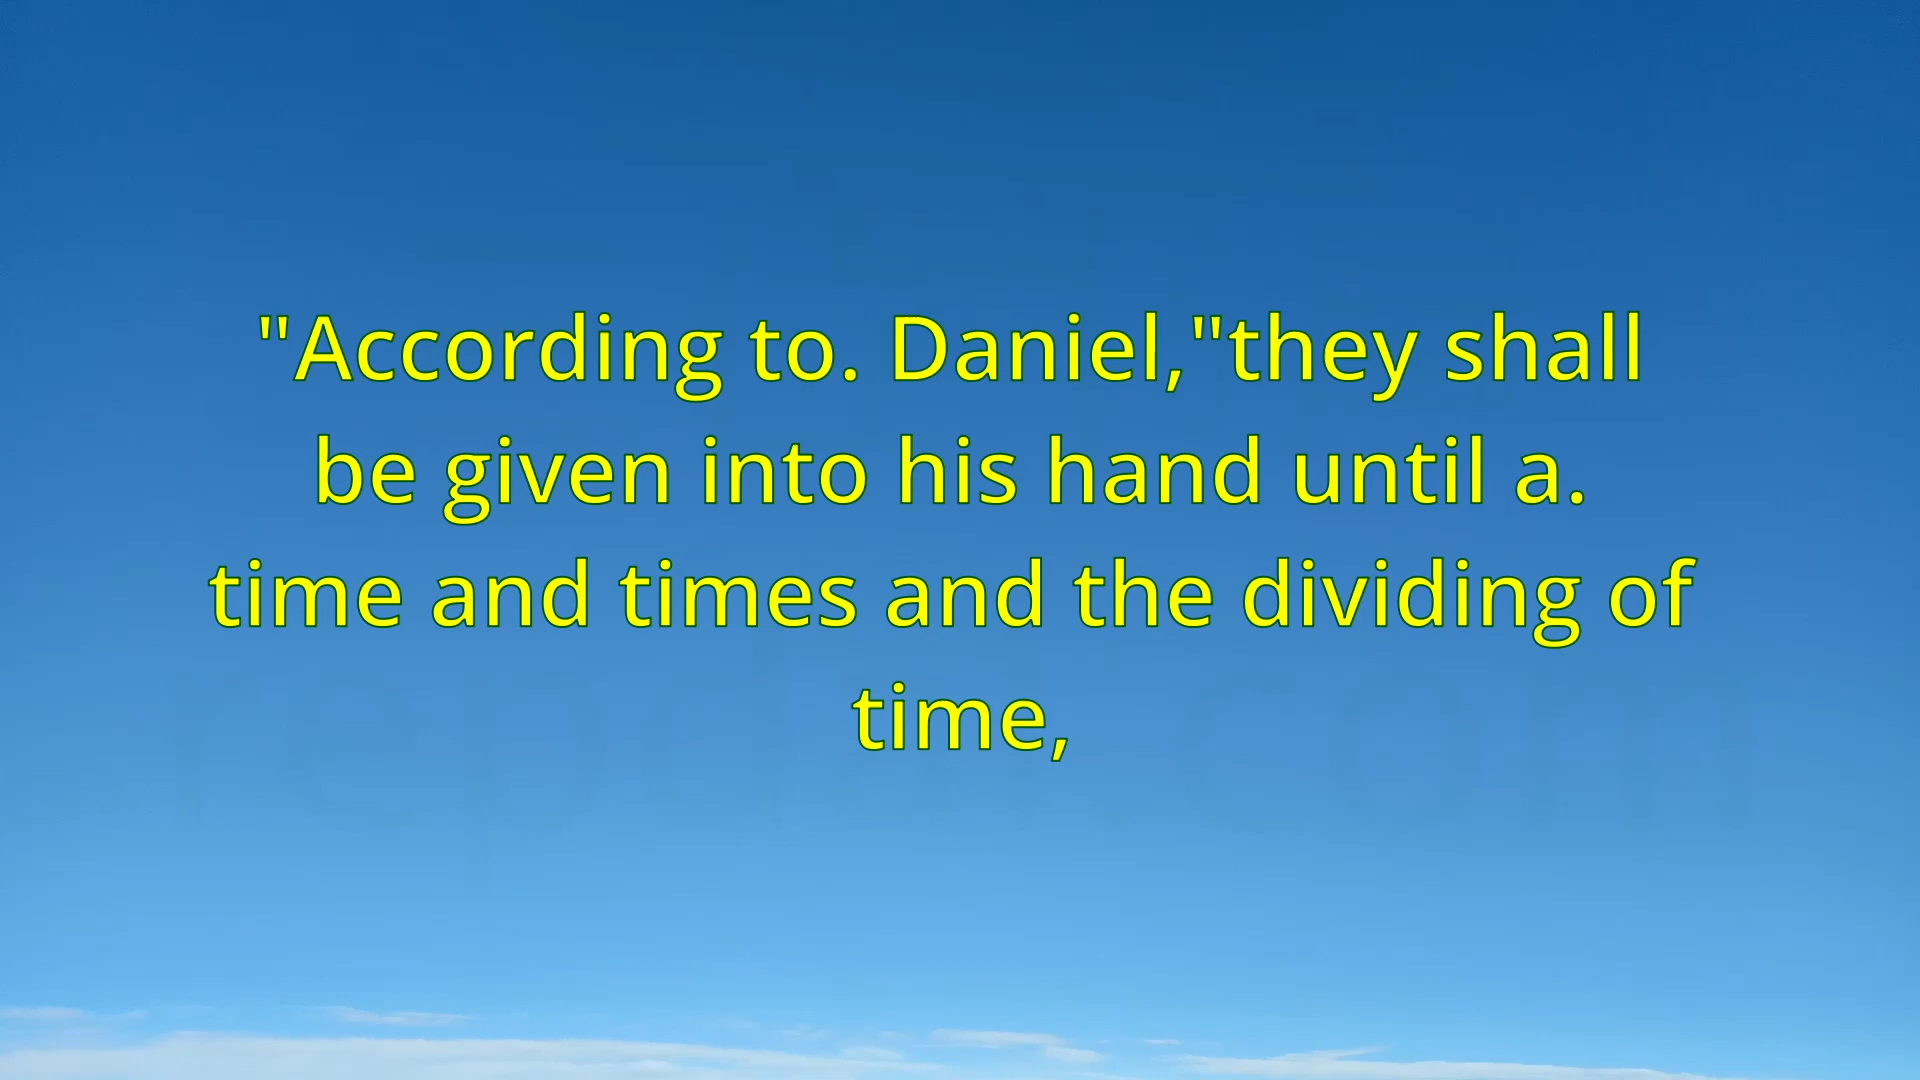 "According to. Daniel,"they shall
be given into his hand until a.
time and times and the dividing of
time,